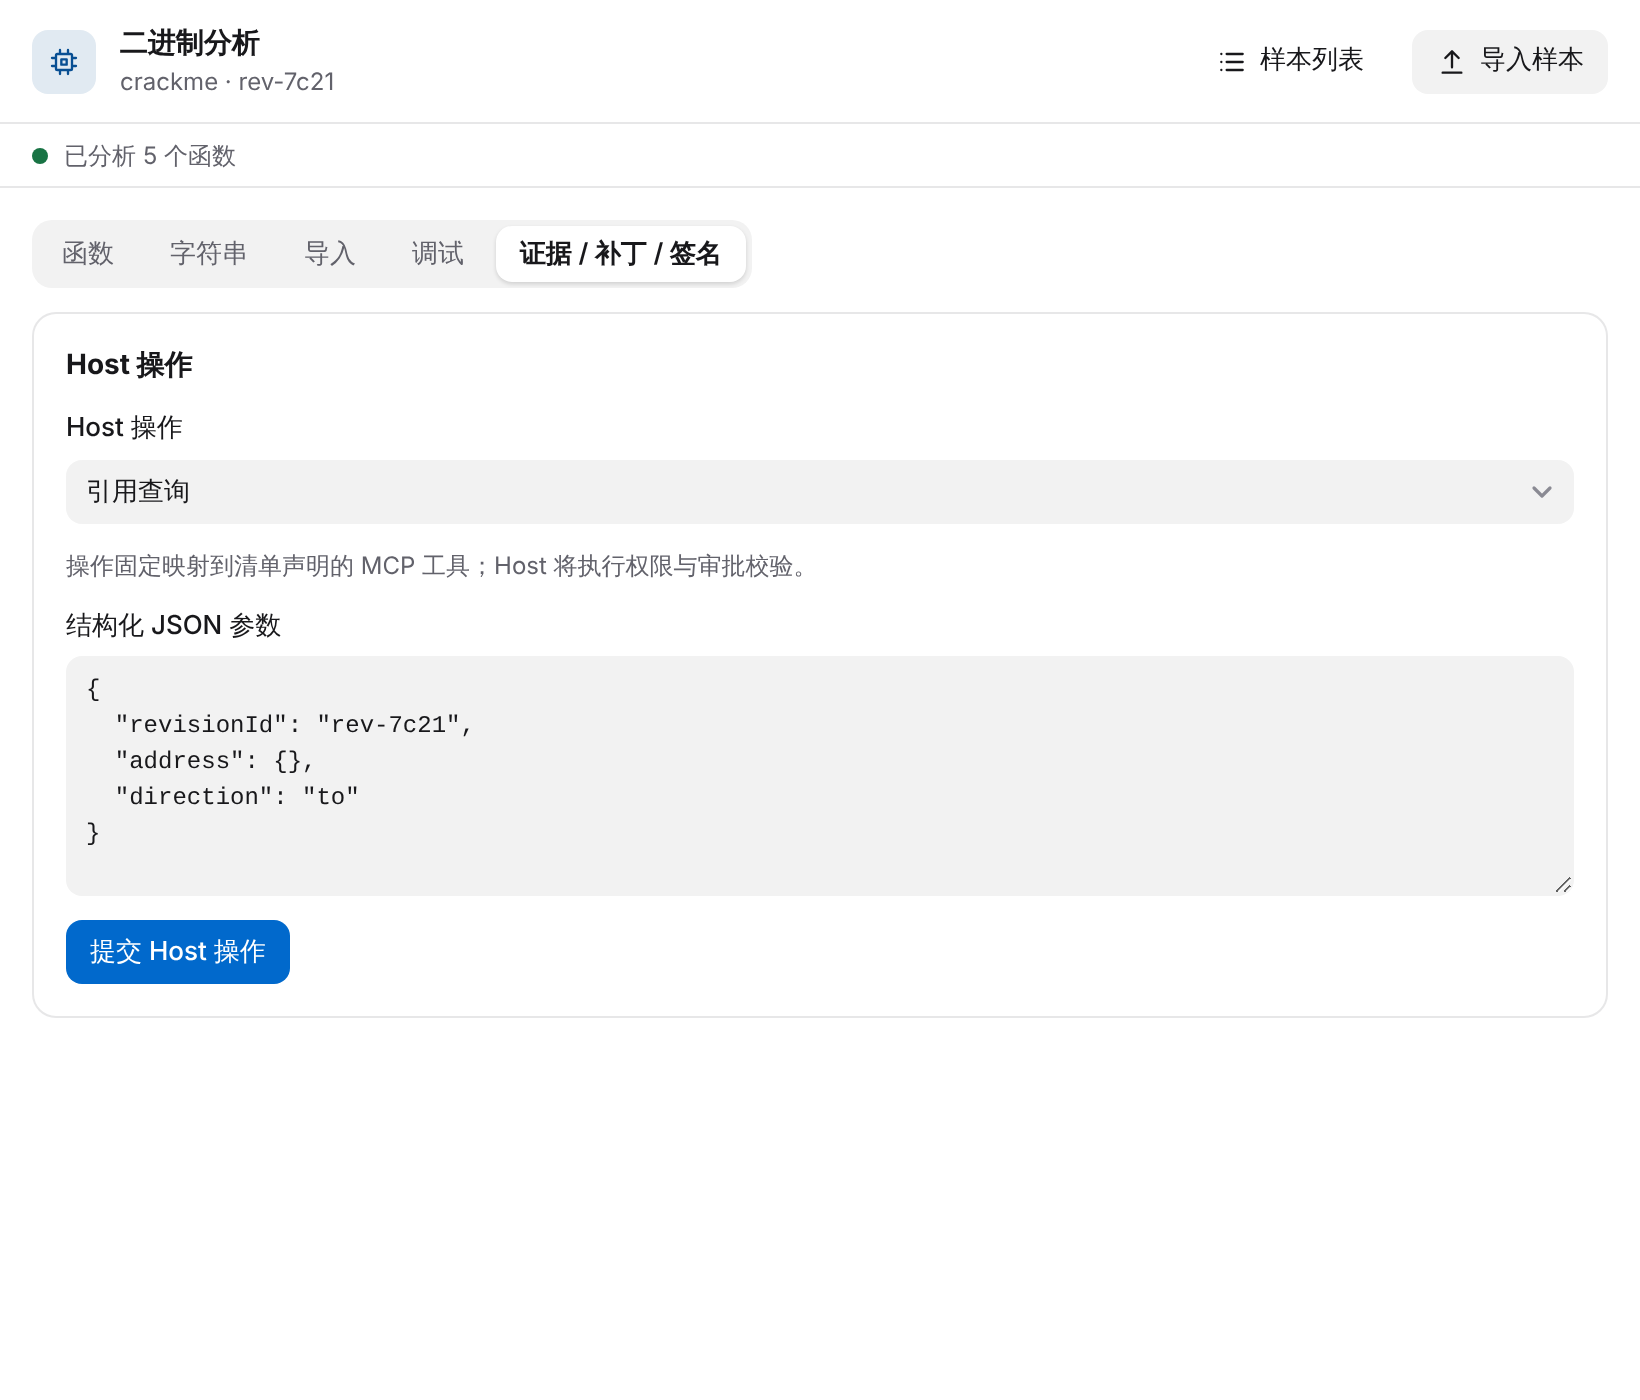 二进制分析
crackme · rev-7c21
样本列表
导入样本
已分析 5 个函数
函数
字符串
导入
调试
证据 / 补丁 / 签名
Host 操作
Host 操作
引用查询
操作固定映射到清单声明的 MCP 工具；Host 将执行权限与审批校验。
结构化 JSON 参数
{
  "revisionId": "rev-7c21",
  "address": {},
  "direction": "to"
}
提交 Host 操作